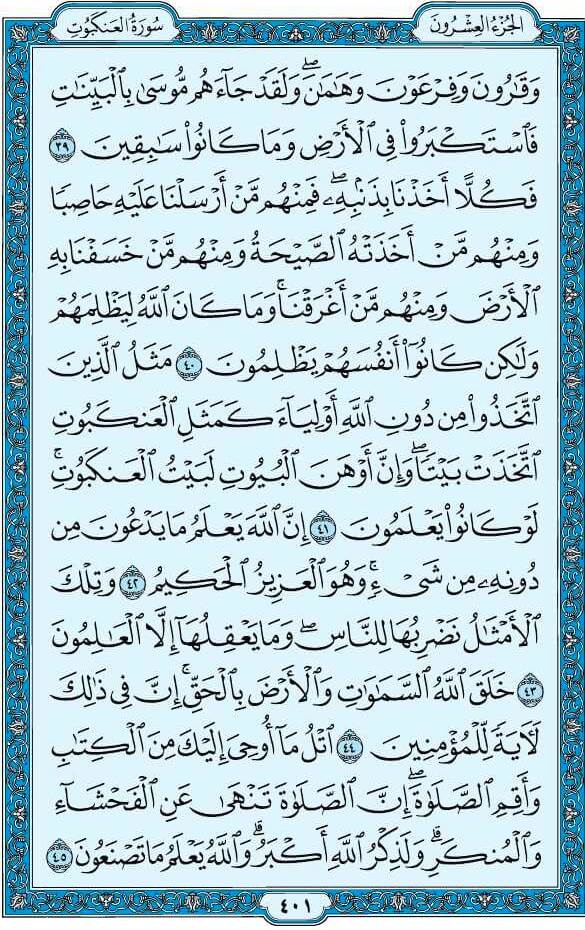 الجُزْءُ العِشْرُونَ
سُورَةُ العَنكَبُوتِ
وَقَٰرُونَ وَفِرْعَوْنَ وَهَٰمَٰنَۖ وَلَقَدْ جَآءَهُم مُّوسَىٰ بِٱلْبَيِّنَٰتِ
فَٱسْتَكْبَرُوا۟ فِى ٱلْأَرْضِ وَمَا كَانُوا۟ سَٰبِقِينَ ٣٩
فَكُلًّا أَخَذْنَا بِذَنۢبِهِۦۖ فَمِنْهُم مَّنْ أَرْسَلْنَا عَلَيْهِ حَاصِبًا
وَمِنْهُم مَّنْ أَخَذَتْهُ ٱلصَّيْحَةُ وَمِنْهُم مَّنْ خَسَفْنَا بِهِ
ٱلْأَرْضَ وَمِنْهُم مَّنْ أَغْرَقْنَاۚ وَمَا كَانَ ٱللَّهُ لِيَظْلِمَهُمْ
وَلَٰكِن كَانُوٓا۟ أَنفُسَهُمْ يَظْلِمُونَ ٤٠ مَثَلُ ٱلَّذِينَ
ٱتَّخَذُوا۟ مِن دُونِ ٱللَّهِ أَوْلِيَآءَ كَمَثَلِ ٱلْعَنكَبُوتِ
ٱتَّخَذَتْ بَيْتًاۖ وَإِنَّ أَوْهَنَ ٱلْبُيُوتِ لَبَيْتُ ٱلْعَنكَبُوتِۚ
لَوْ كَانُوا۟ يَعْلَمُونَ ٤١ إِنَّ ٱللَّهَ يَعْلَمُ مَا يَدْعُونَ مِن
دُونِهِۦ مِن شَىْءٍۚ وَهُوَ ٱلْعَزِيزُ ٱلْحَكِيمُ ٤٢ وَتِلْكَ
ٱلْأَمْثَٰلُ نَضْرِبُهَا لِلنَّاسِۖ وَمَا يَعْقِلُهَآ إِلَّا ٱلْعَٰلِمُونَ
٤٣ خَلَقَ ٱللَّهُ ٱلسَّمَٰوَٰتِ وَٱلْأَرْضَ بِٱلْحَقِّۚ إِنَّ فِى ذَٰلِكَ
لَءَايَةً لِّلْمُؤْمِنِينَ ٤٤ ٱتْلُ مَآ أُوحِىَ إِلَيْكَ مِنَ ٱلْكِتَٰبِ
وَأَقِمِ ٱلصَّلَوٰةَۖ إِنَّ ٱلصَّلَوٰةَ تَنْهَىٰ عَنِ ٱلْفَحْشَآءِ
وَٱلْمُنكَرِۗ وَلَذِكْرُ ٱللَّهِ أَكْبَرُۗ وَٱللَّهُ يَعْلَمُ مَا تَصْنَعُونَ ٤٥
٤٠١